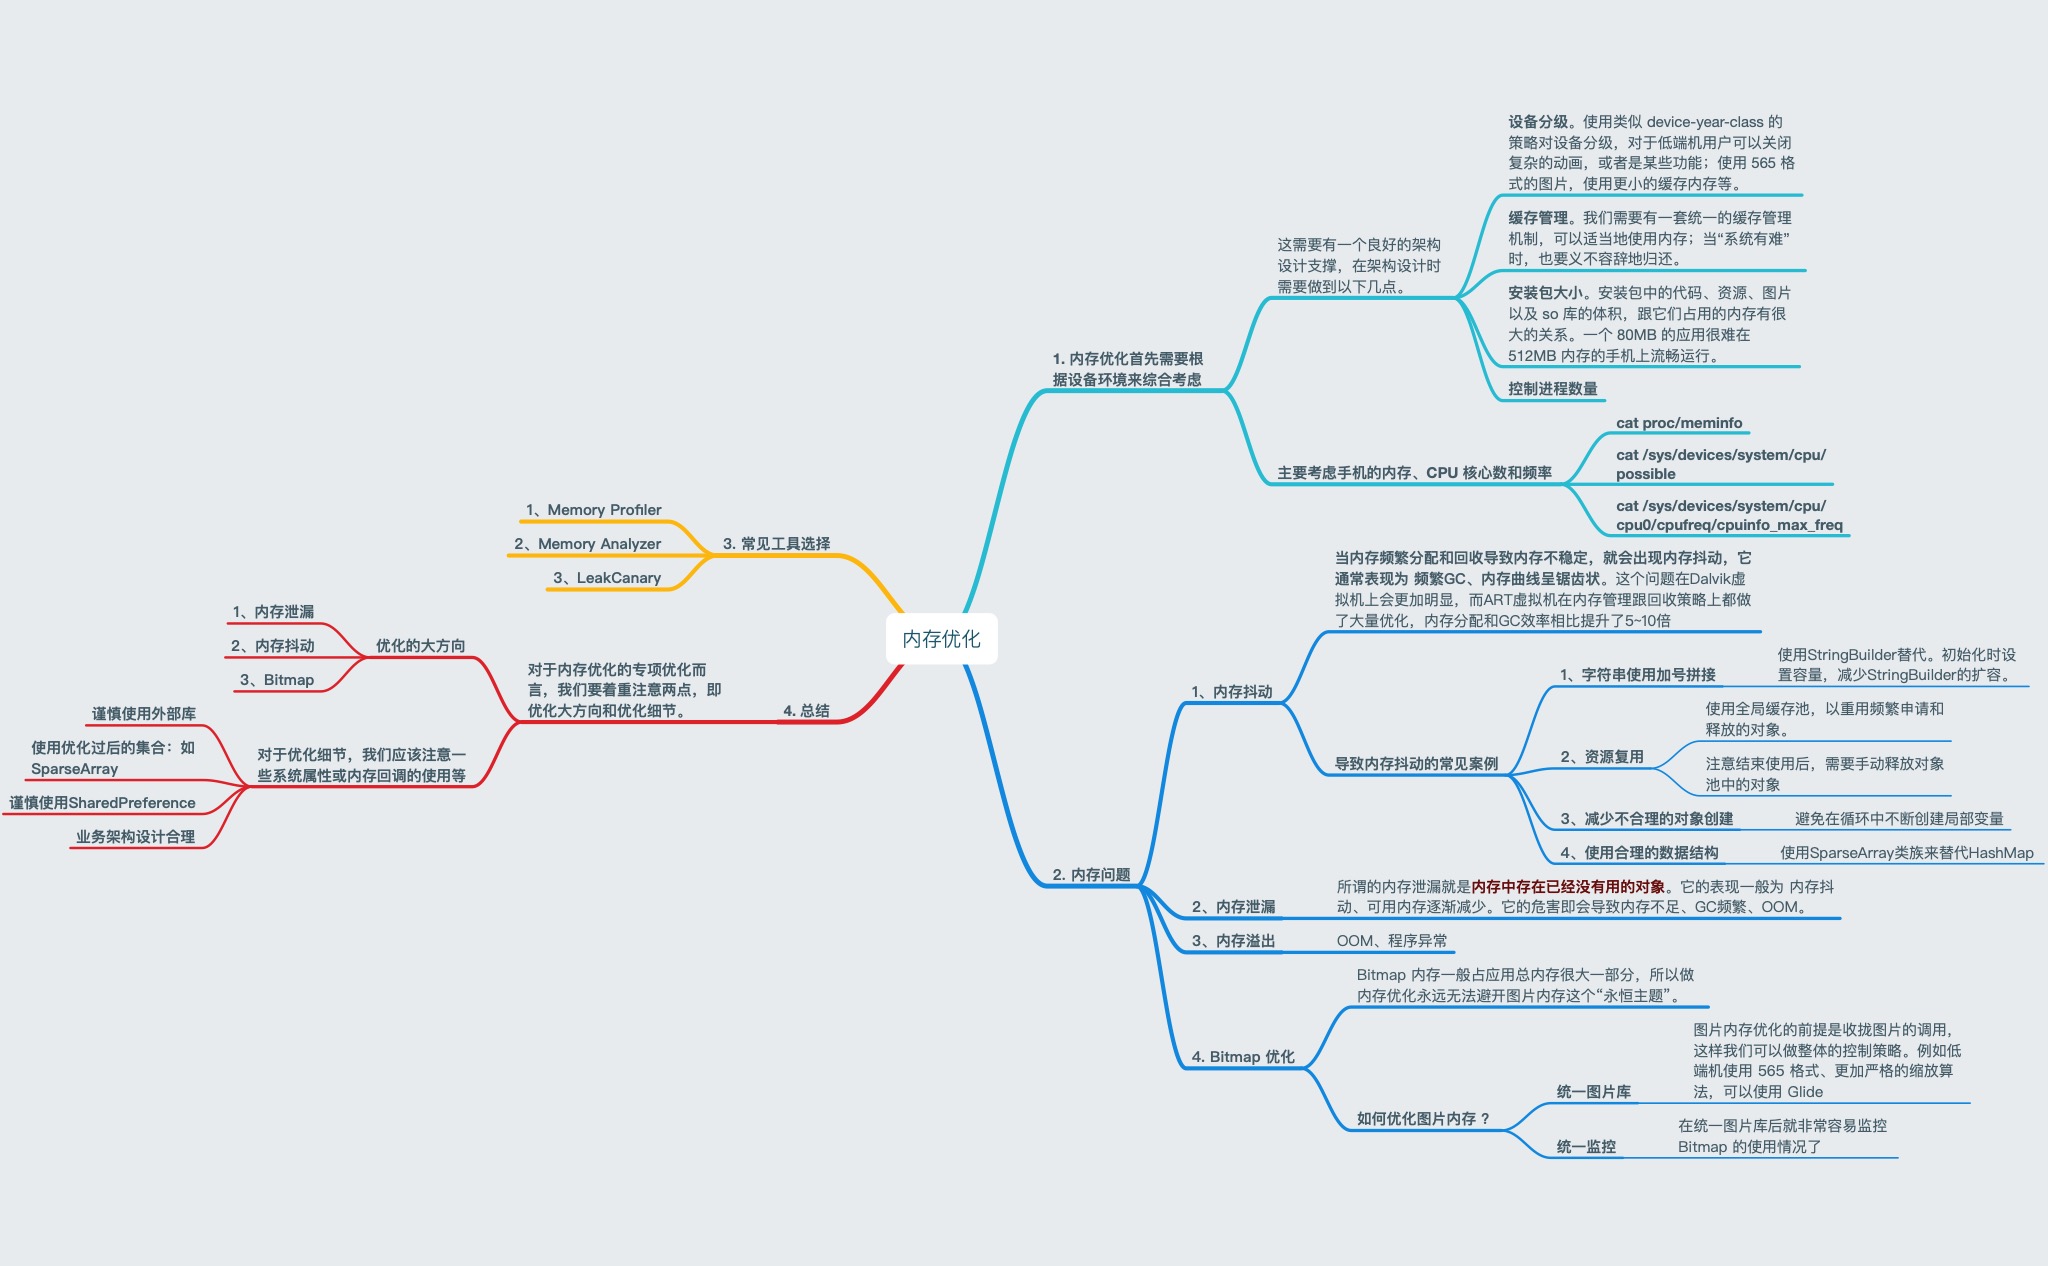 内存优化
1. 内存优化首先需要根
据设备环境来综合考虑
这需要有一个良好的架构
设计支撑，在架构设计时
需要做到以下几点。
设备分级。使用类似 device-year-class 的
策略对设备分级，对于低端机用户可以关闭
复杂的动画，或者是某些功能；使用 565 格
式的图片，使用更小的缓存内存等。
缓存管理。我们需要有一套统一的缓存管理
机制，可以适当地使用内存；当“系统有难”
时，也要义不容辞地归还。
安装包大小。安装包中的代码、资源、图片
以及 so 库的体积，跟它们占用的内存有很
大的关系。一个 80MB 的应用很难在
512MB 内存的手机上流畅运行。
控制进程数量
主要考虑手机的内存、CPU 核心数和频率
cat proc/meminfo
cat /sys/devices/system/cpu/
possible
cat /sys/devices/system/cpu/
cpu0/cpufreq/cpuinfo_max_freq
2. 内存问题
1、内存抖动
当内存频繁分配和回收导致内存不稳定，就会出现内存抖动，它
通常表现为 频繁GC、内存曲线呈锯齿状。这个问题在Dalvik虚
拟机上会更加明显，而ART虚拟机在内存管理跟回收策略上都做
了大量优化，内存分配和GC效率相比提升了5~10倍
导致内存抖动的常见案例
1、字符串使用加号拼接
使用StringBuilder替代。初始化时设
置容量，减少StringBuilder的扩容。
2、资源复用
使用全局缓存池，以重用频繁申请和
释放的对象。
注意结束使用后，需要手动释放对象
池中的对象
3、减少不合理的对象创建
避免在循环中不断创建局部变量
4、使用合理的数据结构
使用SparseArray类族来替代HashMap
2、内存泄漏
所谓的内存泄漏就是内存中存在已经没有用的对象。它的表现一般为 内存抖
动、可用内存逐渐减少。它的危害即会导致内存不足、GC频繁、OOM。
3、内存溢出
OOM、程序异常
4. Bitmap 优化
Bitmap 内存一般占应用总内存很大一部分，所以做
内存优化永远无法避开图片内存这个“永恒主题”。
如何优化图片内存 ?
统一图片库
图片内存优化的前提是收拢图片的调用，
这样我们可以做整体的控制策略。例如低
端机使用 565 格式、更加严格的缩放算
法，可以使用 Glide
统一监控
在统一图片库后就非常容易监控
Bitmap 的使用情况了
3. 常见工具选择
1、Memory Profiler
2、Memory Analyzer
3、LeakCanary
4. 总结
对于内存优化的专项优化而
言，我们要着重注意两点，即
优化大方向和优化细节。
优化的大方向
1、内存泄漏
2、内存抖动
3、Bitmap
对于优化细节，我们应该注意一
些系统属性或内存回调的使用等
谨慎使用外部库
使用优化过后的集合：如
SparseArray
谨慎使用SharedPreference
业务架构设计合理